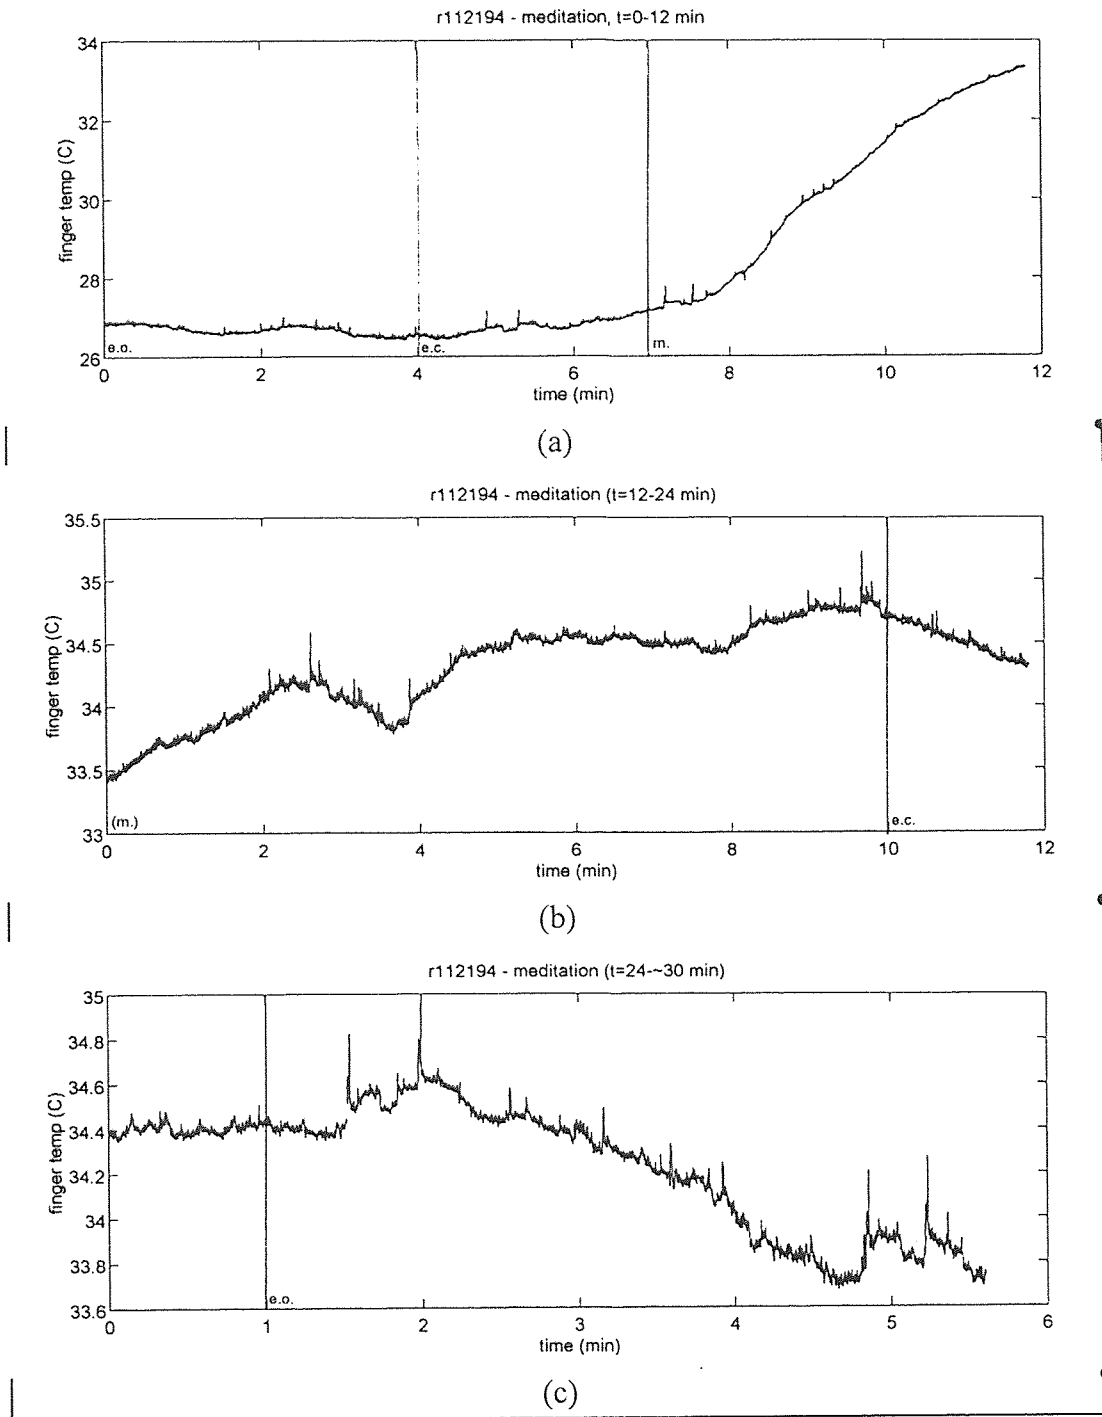 r112194 - meditation, t=0-12 min
34
32
30
28
26
finger temp (C)
e.o.
e.c.
m.
0 2 4 6 8 10 12
time (min)
(a)
r112194 - meditation (t=12-24 min)
35.5
35
34.5
34
33.5
33
finger temp (C)
(m.)
e.c.
0 2 4 6 8 10 12
time (min)
(b)
r112194 - meditation (t=24-~30 min)
35
34.8
34.6
34.4
34.2
34
33.8
33.6
finger temp (C)
e.o.
0 1 2 3 4 5 6
time (min)
(c)